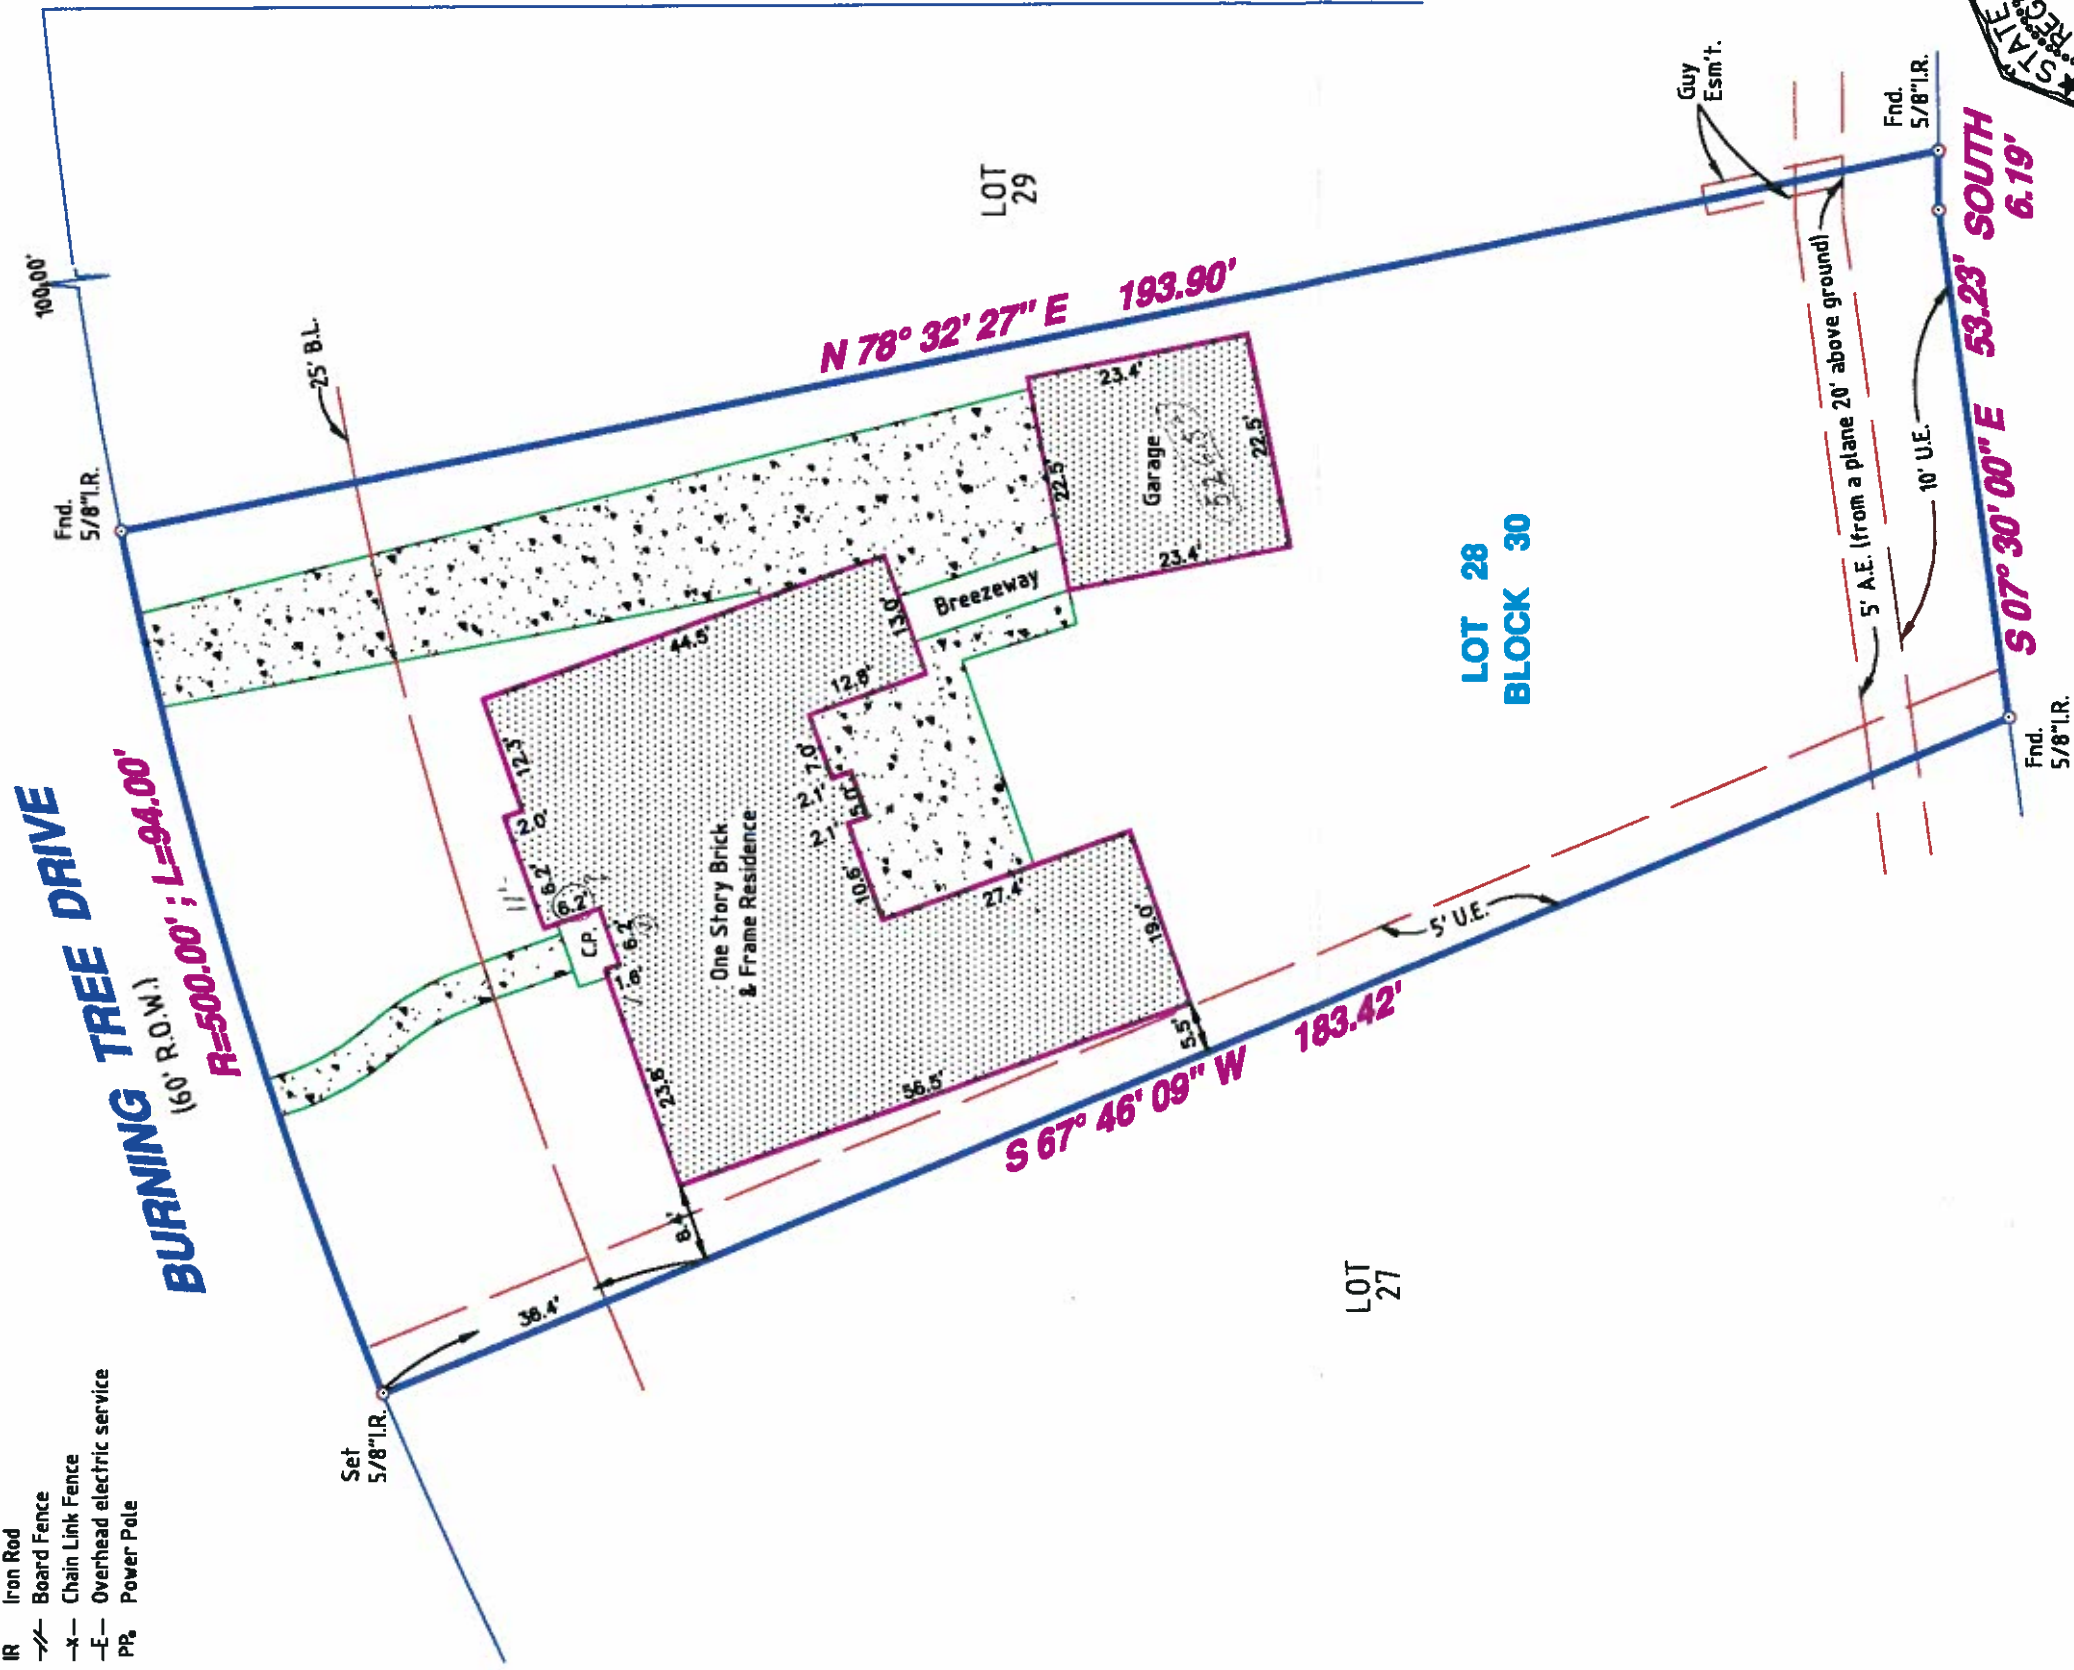 IR Iron Rod
-//- Board Fence
-x- Chain Link Fence
-E- Overhead electric service
PP. Power Pole
BURNING TREE DRIVE
(60' R.O.W.)
R=500.00' ; L=94.00'
100.00'
Fnd.
5/8"I.R.
25' B.L.
Set
5/8"I.R.
38.4'
8.4'
N 78° 32' 27" E 193.90'
LOT
29
Guy
Esm't.
Fnd.
5/8"I.R.
SOUTH
6.19'
STATE
REG
44.5'
12.3'
2.0'
6.2'
11'
6.2'
6.2'
C.P.
1.6'
23.8'
One Story Brick
& Frame Residence
13.0'
12.8'
7.0'
2.1'
5.0'
2.1'
10.6'
27.4'
19.0'
56.5'
5.5'
Breezeway
22.5'
23.4'
Garage
22.5'
23.4'
LOT 28
BLOCK 30
5' A.E. (from a plane 20' above ground)
10' U.E.
S 07° 30' 00" E 53.23'
Fnd.
5/8"I.R.
5' U.E.
S 67° 46' 09" W 183.42'
LOT
27